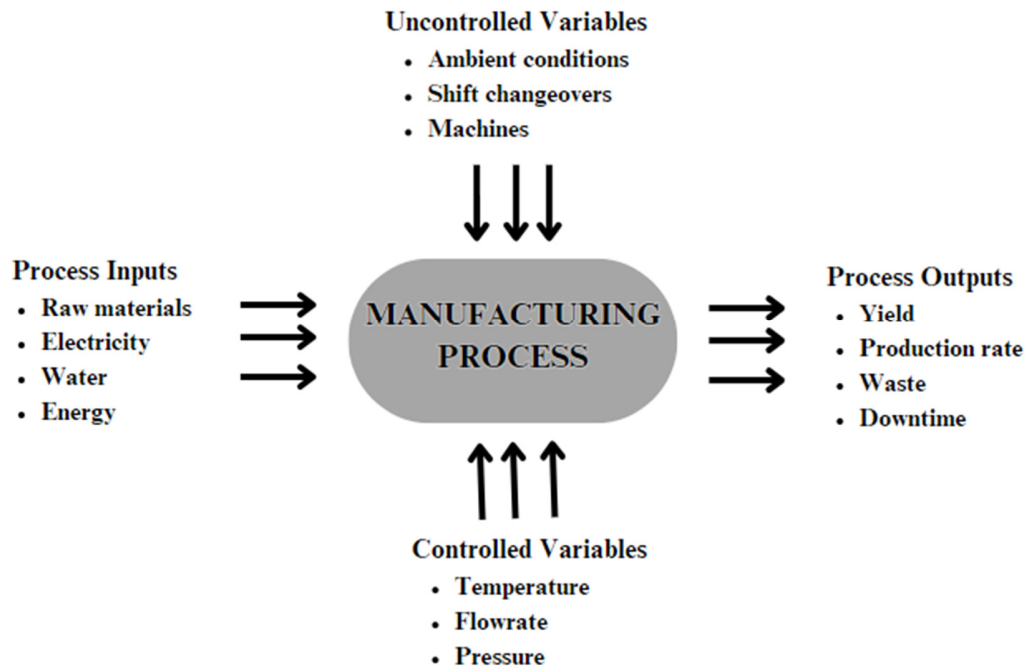 Uncontrolled Variables
• Ambient conditions
• Shift changeovers
• Machines
Process Inputs
• Raw materials
• Electricity
• Water
• Energy
MANUFACTURING
PROCESS
Process Outputs
• Yield
• Production rate
• Waste
• Downtime
Controlled Variables
• Temperature
• Flowrate
• Pressure